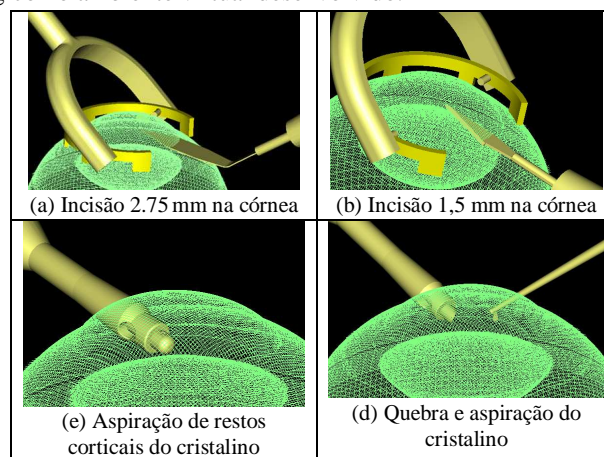 (a) Incisão 2.75 mm na córnea
(b) Incisão 1,5 mm na córnea
(e) Aspiração de restos
corticais do cristalino
(d) Quebra e aspiração do
cristalino